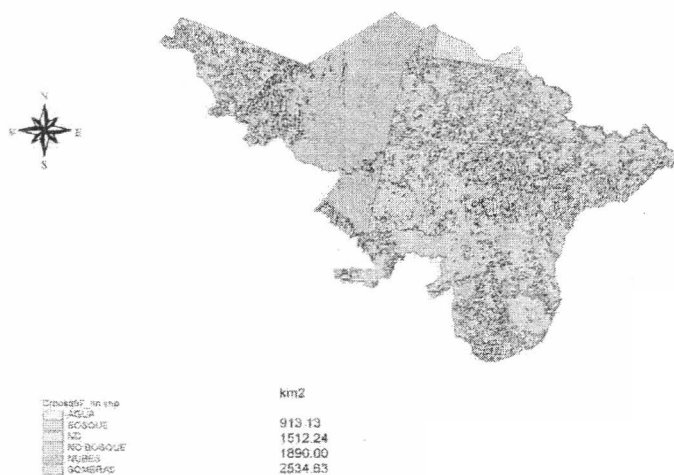 N
E
S
km2
AGUA
BOSQUE 913.13
ND 1512.24
NO BOSQUE 1890.00
NUBES 2534.63
SOMBRAS